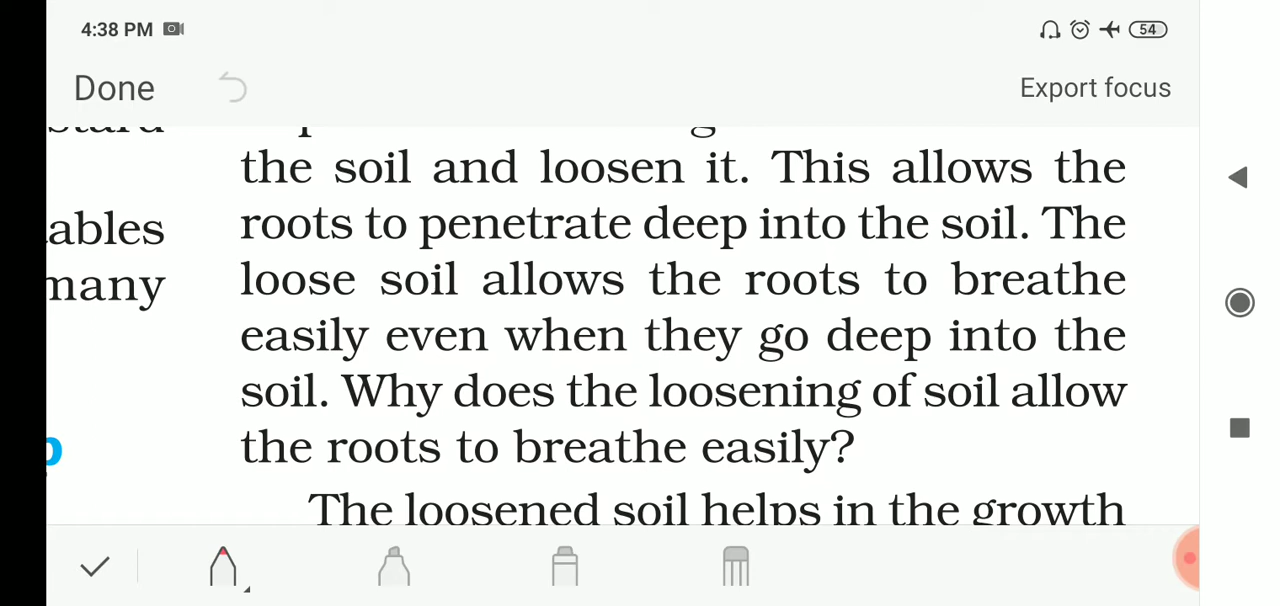 4:38 PM
54
Done
Export focus
the soil and loosen it. This allows the
roots to penetrate deep into the soil. The
ables
loose soil allows the roots to breathe
many
easily even when they go deep into the
soil. Why does the loosening of soil allow
the roots to breathe easily?
The loosened soil helps in the growth